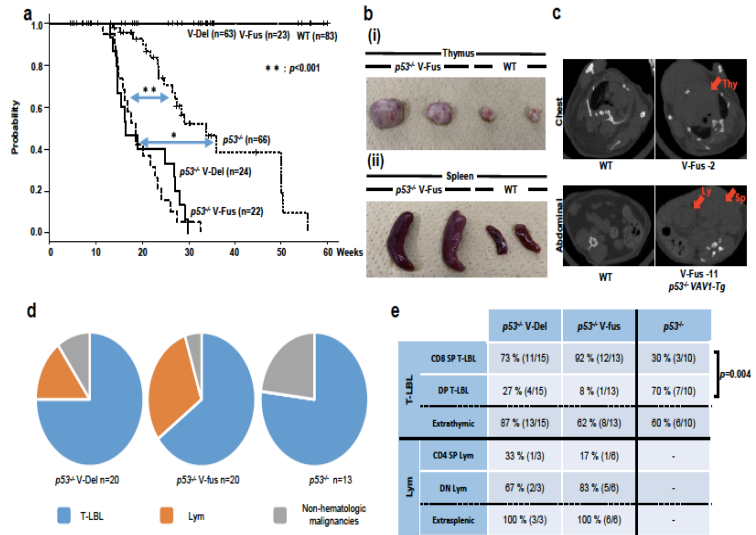 a
Probability
1.0
0.8
0.6
0.4
0.2
0.0
10
20
30
40
50
60 Weeks
V-Del (n=63) V-Fus (n=23) WT (n=83)
** : p<0.001
**
*
p53-/- (n=66)
p53-/- V-Del (n=24)
p53-/- V-Fus (n=22)
b
(i)
Thymus
p53-/- V-Fus WT
(ii)
Spleen
p53-/- V-Fus WT
c
Chest
Thy
WT V-Fus -2
Abdominal
Ly
Sp
WT V-Fus -11
p53-/- VAV1-Tg
d
p53-/- V-Del n=20 p53-/- V-fus n=20 p53-/- n=13
T-LBL Lym Non-hematologic
malignancies
e
p53-/- V-Del p53-/- V-fus p53-/-
T-LBL
CD8 SP T-LBL 73 % (11/15) 92 % (12/13) 30 % (3/10)
DP T-LBL 27 % (4/15) 8 % (1/13) 70 % (7/10)
p=0.004
Extrathymic 87% (13/15) 62 % (8/13) 60 % (6/10)
Lym
CD4 SP Lym 33 % (1/3) 17 % (1/6) -
DN Lym 67 % (2/3) 83 % (5/6) -
Extrasplenic 100 % (3/3) 100 % (6/6) -